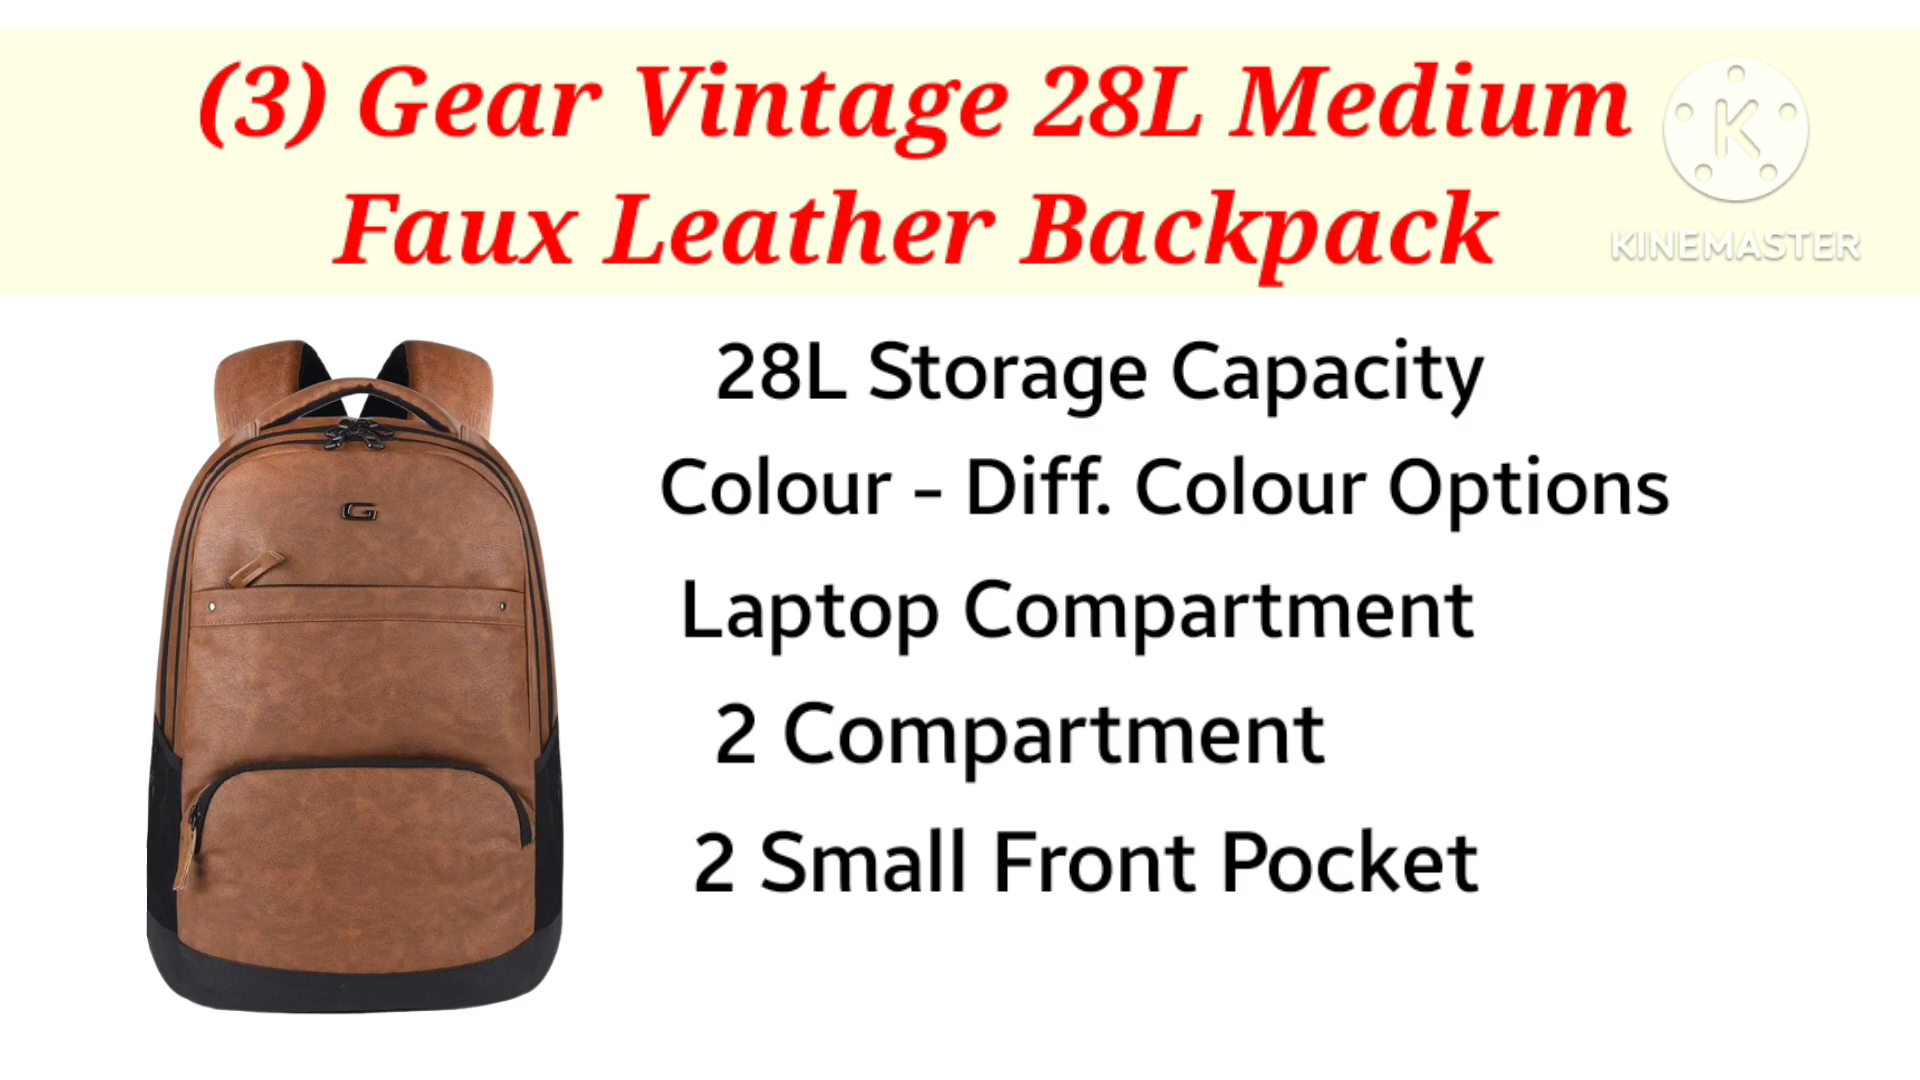 (3) Gear Vintage 28L Medium
Faux Leather Backpack
K
KINEMASTER
28L Storage Capacity
Colour - Diff. Colour Options
Laptop Compartment
2 Compartment
2 Small Front Pocket
G